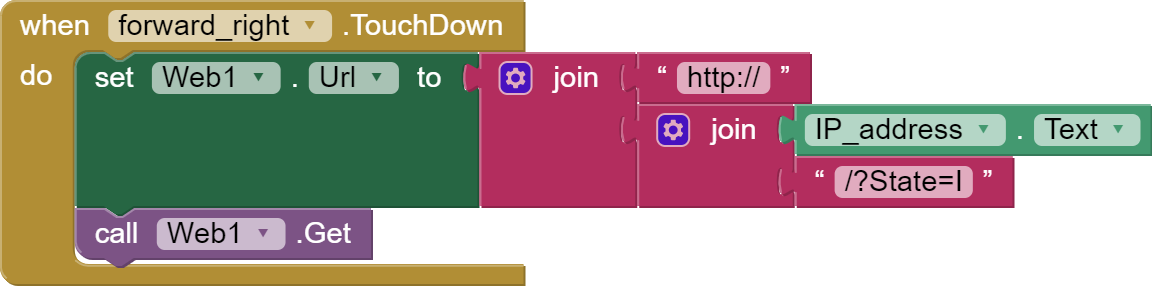 when forward_right .TouchDown
do set Web1 . Url to join “ http:// ”
join IP_address . Text
“ /?State=I ”
call Web1 .Get